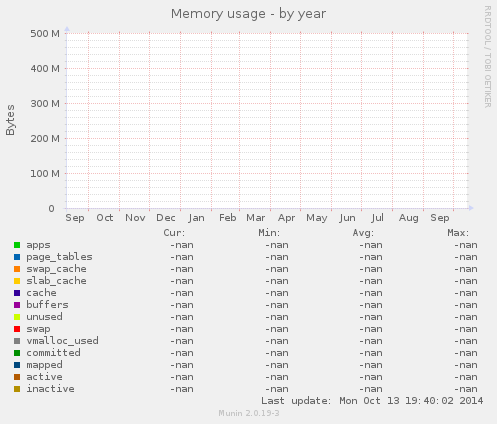 Memory usage - by year
RRDTOOL / TOBI OETIKER
Bytes
500 M
400 M
300 M
200 M
100 M
0
Sep Oct Nov Dec Jan Feb Mar Apr May Jun Jul Aug Sep
Cur: Min: Avg: Max:
apps -nan -nan -nan -nan
page_tables -nan -nan -nan -nan
swap_cache -nan -nan -nan -nan
slab_cache -nan -nan -nan -nan
cache -nan -nan -nan -nan
buffers -nan -nan -nan -nan
unused -nan -nan -nan -nan
swap -nan -nan -nan -nan
vmalloc_used -nan -nan -nan -nan
committed -nan -nan -nan -nan
mapped -nan -nan -nan -nan
active -nan -nan -nan -nan
inactive -nan -nan -nan -nan
Last update: Mon Oct 13 19:40:02 2014
Munin 2.0.19-3